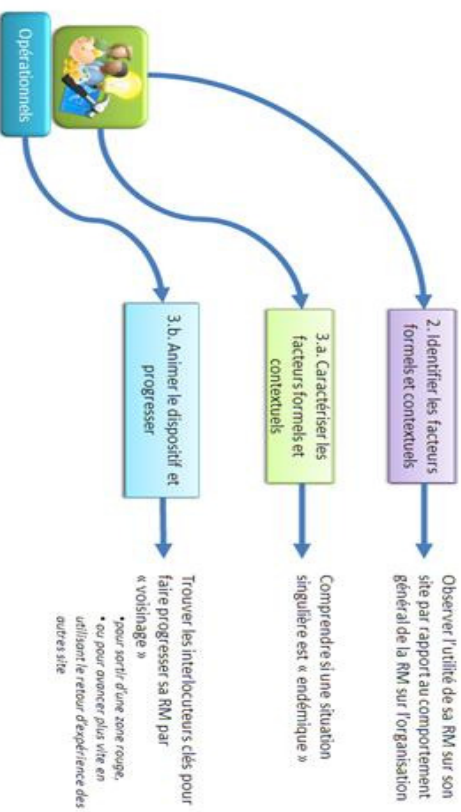 Opérationnels
2. Identifier les facteurs
formels et contextuels
Observer l'utilité de sa RM sur son
site par rapport au comportement
général de la RM sur l'organisation
3.a. Caractériser les
facteurs formels et
contextuels
Comprendre si une situation
singulière est « endémique »
3.b. Animer le dispositif et
progresser
Trouver les interlocuteurs clés pour
faire progresser sa RM par
« voisinage »
•pour sortir d'une zone rouge,
• ou pour avancer plus vite en
utilisant le retour d'expérience des
autres site